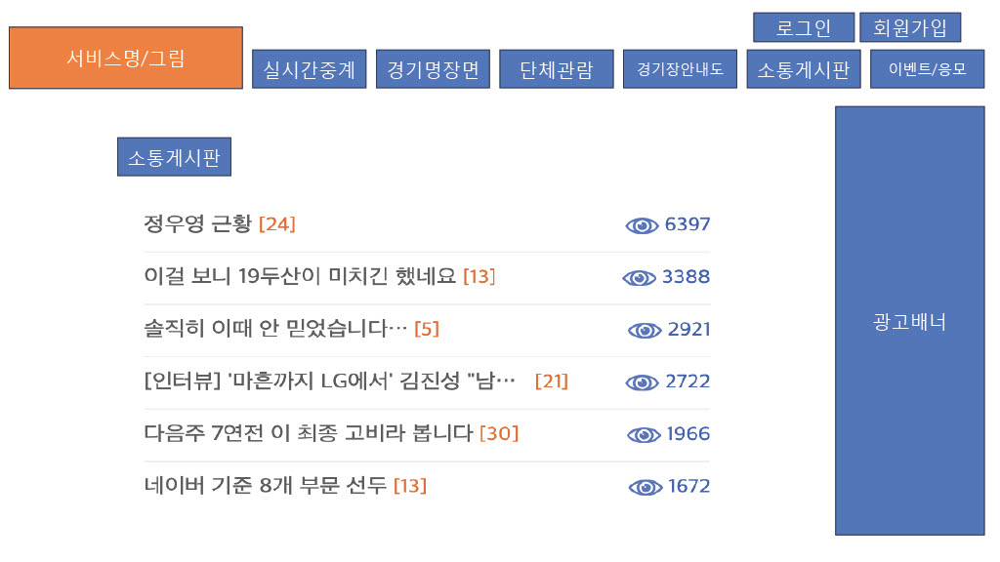 로그인 회원가입
서비스명/그림
실시간중계 경기명장면 단체관람 경기장안내도 소통게시판 이벤트/응모
소통게시판
정우영 근황 [24] 6397
이걸 보니 19두산이 미치긴 했네요 [13] 3388
솔직히 이때 안 믿었습니다… [5] 2921
[인터뷰] '마흔까지 LG에서' 김진성 "남… [21] 2722
다음주 7연전 이 최종 고비라 봅니다 [30] 1966
네이버 기준 8개 부문 선두 [13] 1672
광고배너